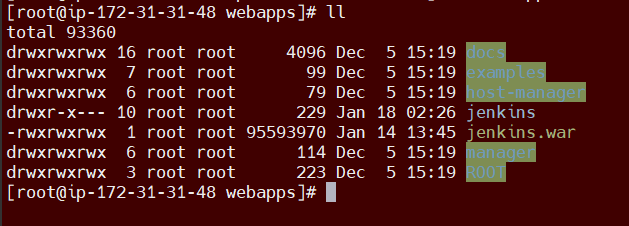 [root@ip-172-31-31-48 webapps]# ll
total 93360
drwxrwxrwx 16 root root     4096 Dec  5 15:19 docs
drwxrwxrwx  7 root root       99 Dec  5 15:19 examples
drwxrwxrwx  6 root root       79 Dec  5 15:19 host-manager
drwxr-x--- 10 root root      229 Jan 18 02:26 jenkins
-rwxrwxrwx  1 root root 95593970 Jan 14 13:45 jenkins.war
drwxrwxrwx  6 root root      114 Dec  5 15:19 manager
drwxrwxrwx  3 root root      223 Dec  5 15:19 ROOT
[root@ip-172-31-31-48 webapps]#